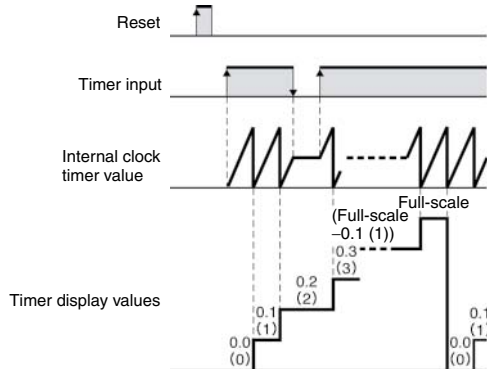 Reset
Timer input
Internal clock
timer value
Full-scale
(Full-scale
−0.1 (1))
0.3
(3)
0.2
(2)
0.1
(1)
0.0
(0)
Timer display values
0.1
(1)
0.0
(0)